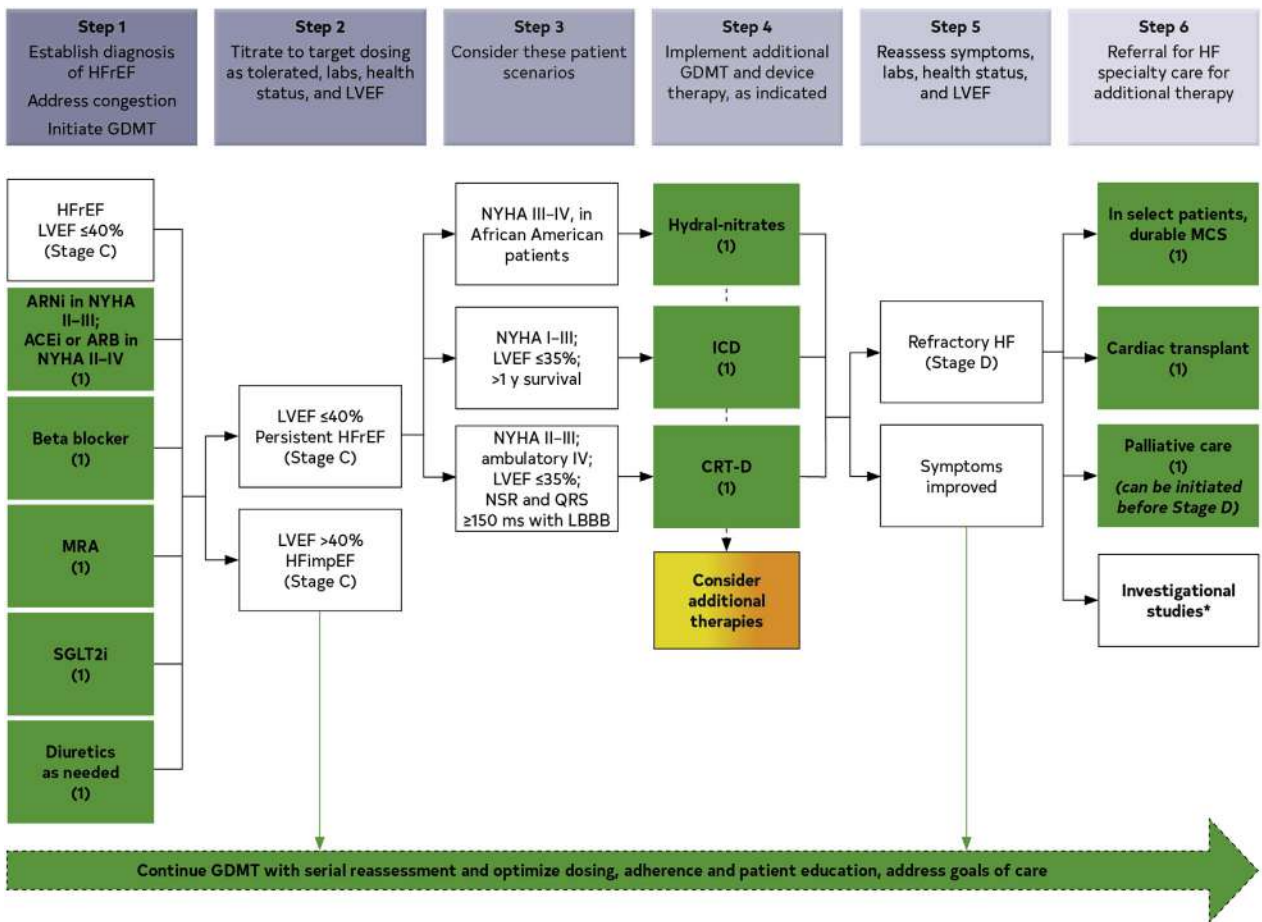 Step 1
Establish diagnosis
of HFrEF
Address congestion
Initiate GDMT
Step 2
Titrate to target dosing
as tolerated, labs, health
status, and LVEF
Step 3
Consider these patient
scenarios
Step 4
Implement additional
GDMT and device
therapy, as indicated
Step 5
Reassess symptoms,
labs, health status,
and LVEF
Step 6
Referral for HF
specialty care for
additional therapy
HFrEF
LVEF ≤40%
(Stage C)
ARNi in NYHA
II–III;
ACEi or ARB in
NYHA II–IV
(1)
Beta blocker
(1)
MRA
(1)
SGLT2i
(1)
Diuretics
as needed
(1)
LVEF ≤40%
Persistent HFrEF
(Stage C)
LVEF >40%
HFimpEF
(Stage C)
NYHA III–IV, in
African American
patients
NYHA I–III;
LVEF ≤35%;
>1 y survival
NYHA II–III;
ambulatory IV;
LVEF ≤35%;
NSR and QRS
≥150 ms with LBBB
Hydral-nitrates
(1)
ICD
(1)
CRT-D
(1)
Consider
additional
therapies
Refractory HF
(Stage D)
Symptoms
improved
In select patients,
durable MCS
(1)
Cardiac transplant
(1)
Palliative care
(1)
(can be initiated
before Stage D)
Investigational
studies*
Continue GDMT with serial reassessment and optimize dosing, adherence and patient education, address goals of care